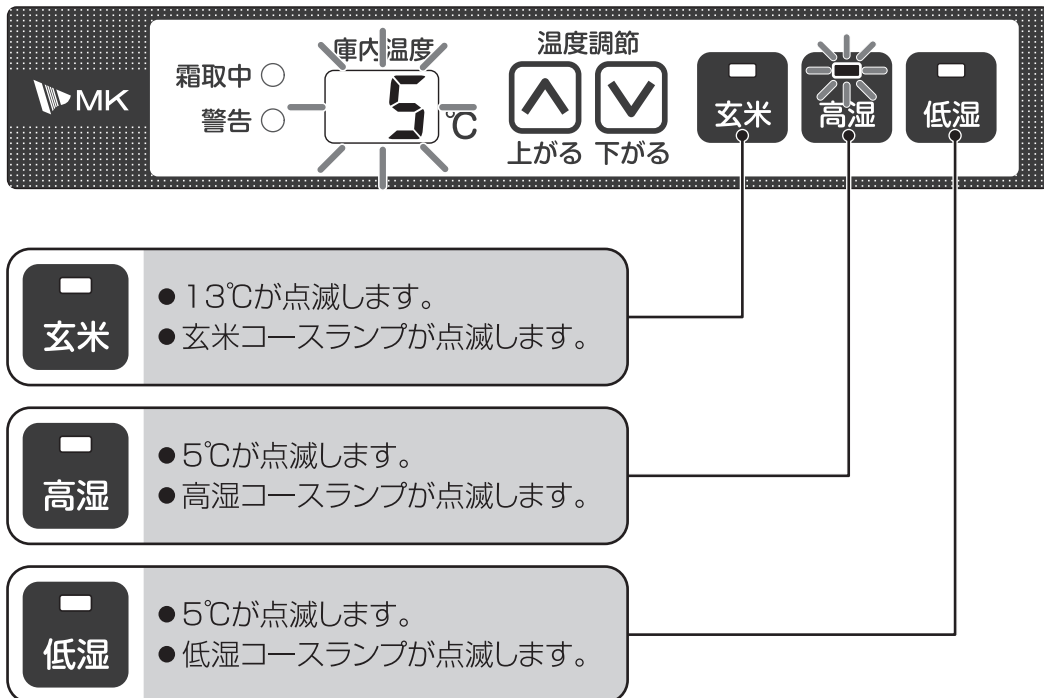 MK
霜取中
警告
庫内温度
5℃
温度調節
上がる 下がる
玄米
高湿
低湿
玄米
●13℃が点滅します。
●玄米コースランプが点滅します。
高湿
●5℃が点滅します。
●高湿コースランプが点滅します。
低湿
●5℃が点滅します。
●低湿コースランプが点滅します。